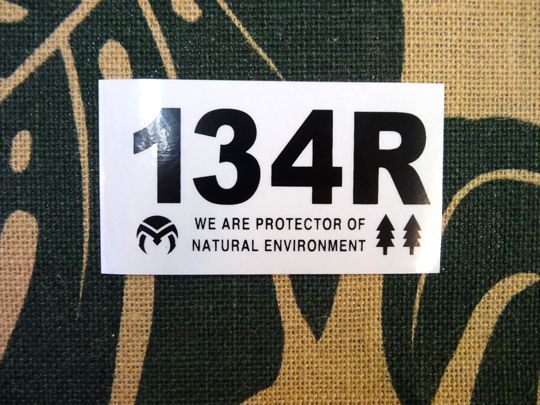 134R
WE ARE PROTECTOR OF
NATURAL ENVIRONMENT